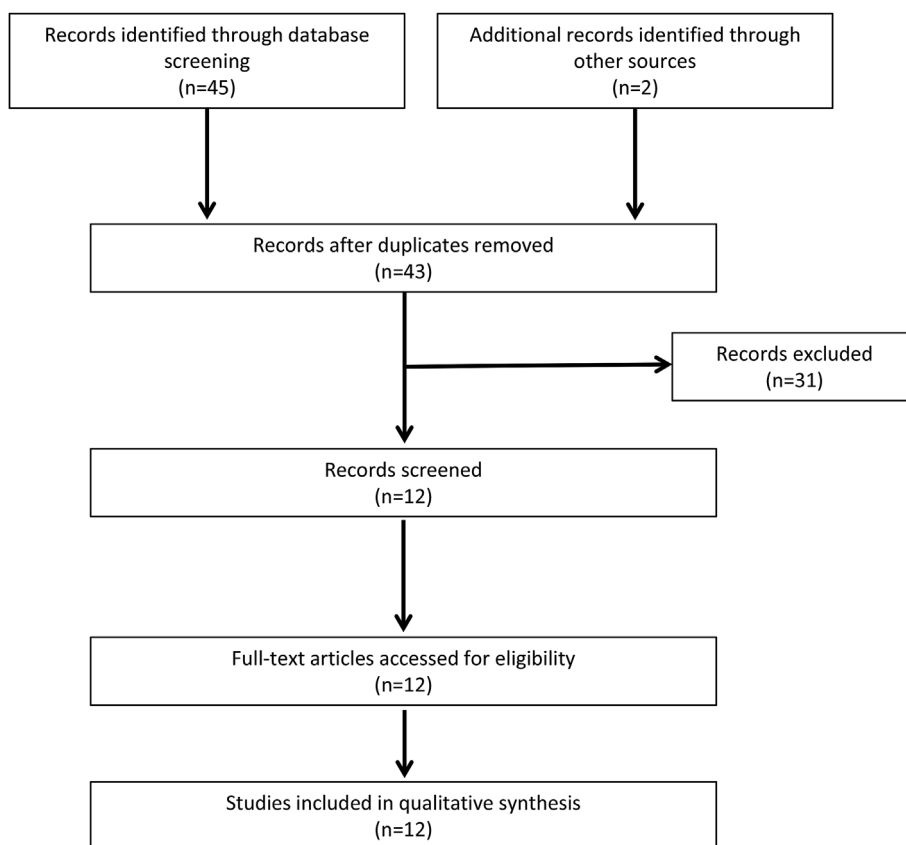 Records identified through database
screening
(n=45)
Additional records identified through
other sources
(n=2)
Records after duplicates removed
(n=43)
Records excluded
(n=31)
Records screened
(n=12)
Full-text articles accessed for eligibility
(n=12)
Studies included in qualitative synthesis
(n=12)